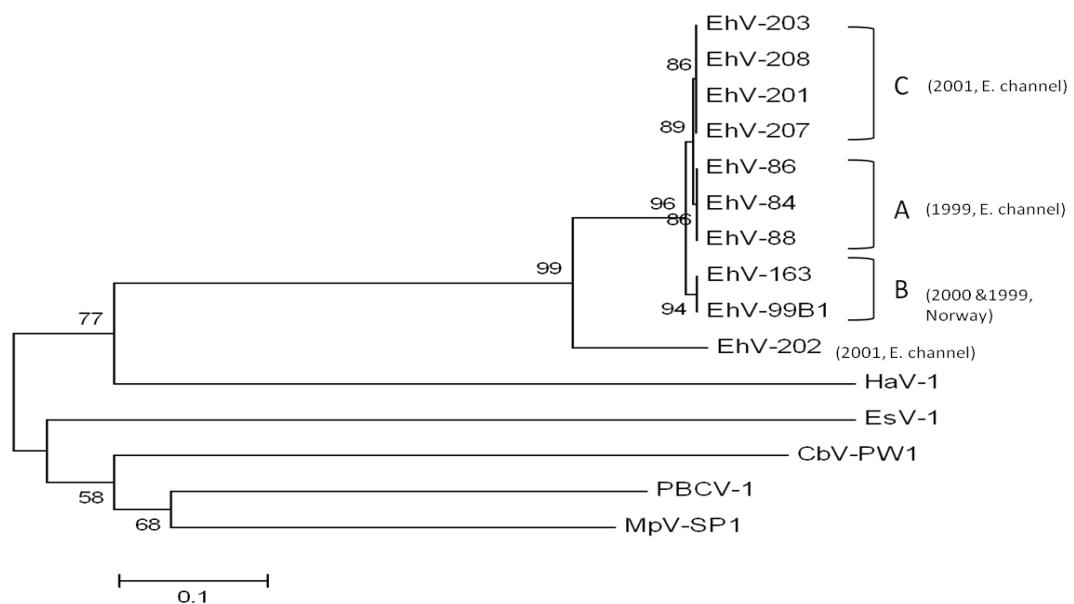 EhV-203
86
EhV-208
C (2001, E. channel)
EhV-201
89
EhV-207
EhV-86
96
EhV-84
A (1999, E. channel)
86
EhV-88
99
EhV-163
B (2000 &1999,
Norway)
94
EhV-99B1
77
EhV-202 (2001, E. channel)
HaV-1
EsV-1
CbV-PW1
58
PBCV-1
68
MpV-SP1
0.1